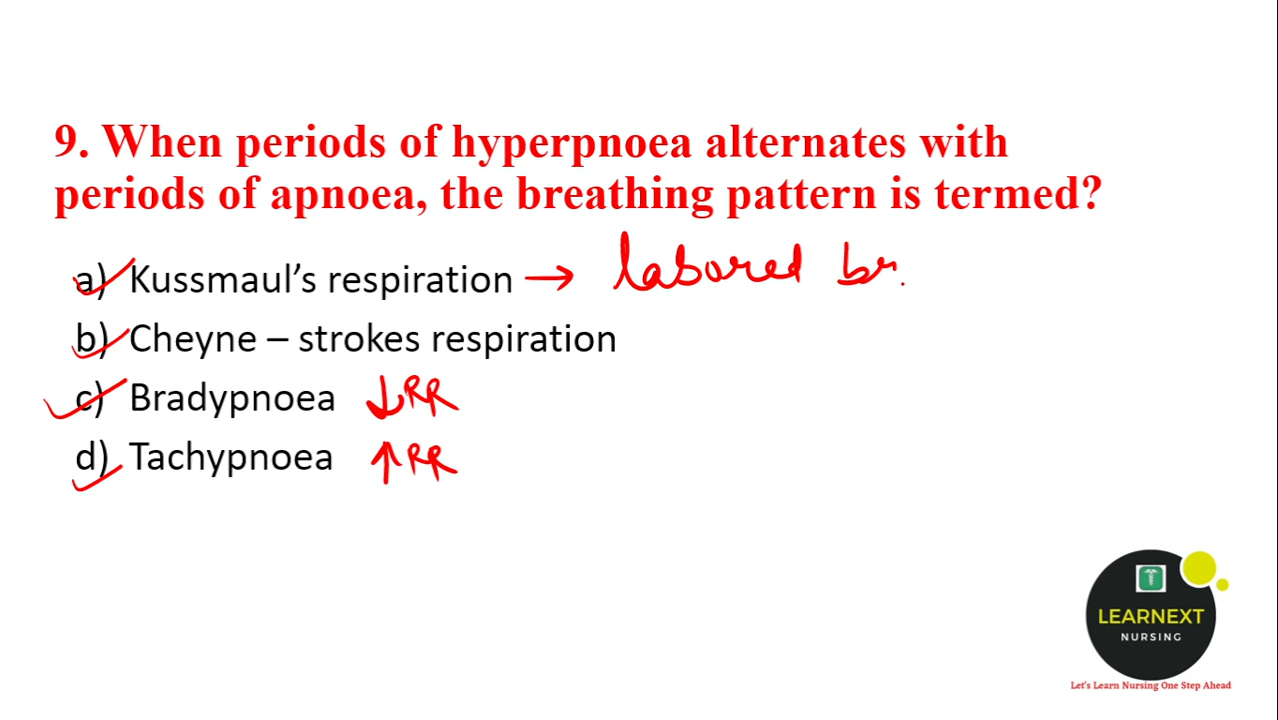 9. When periods of hyperpnoea alternates with
periods of apnoea, the breathing pattern is termed?
a) Kussmaul’s respiration → labored br
b) Cheyne – strokes respiration
c) Bradypnoea ↓RR
d) Tachypnoea ↑RR
LEARNEXT
NURSING
Let's Learn Nursing One Step Ahead